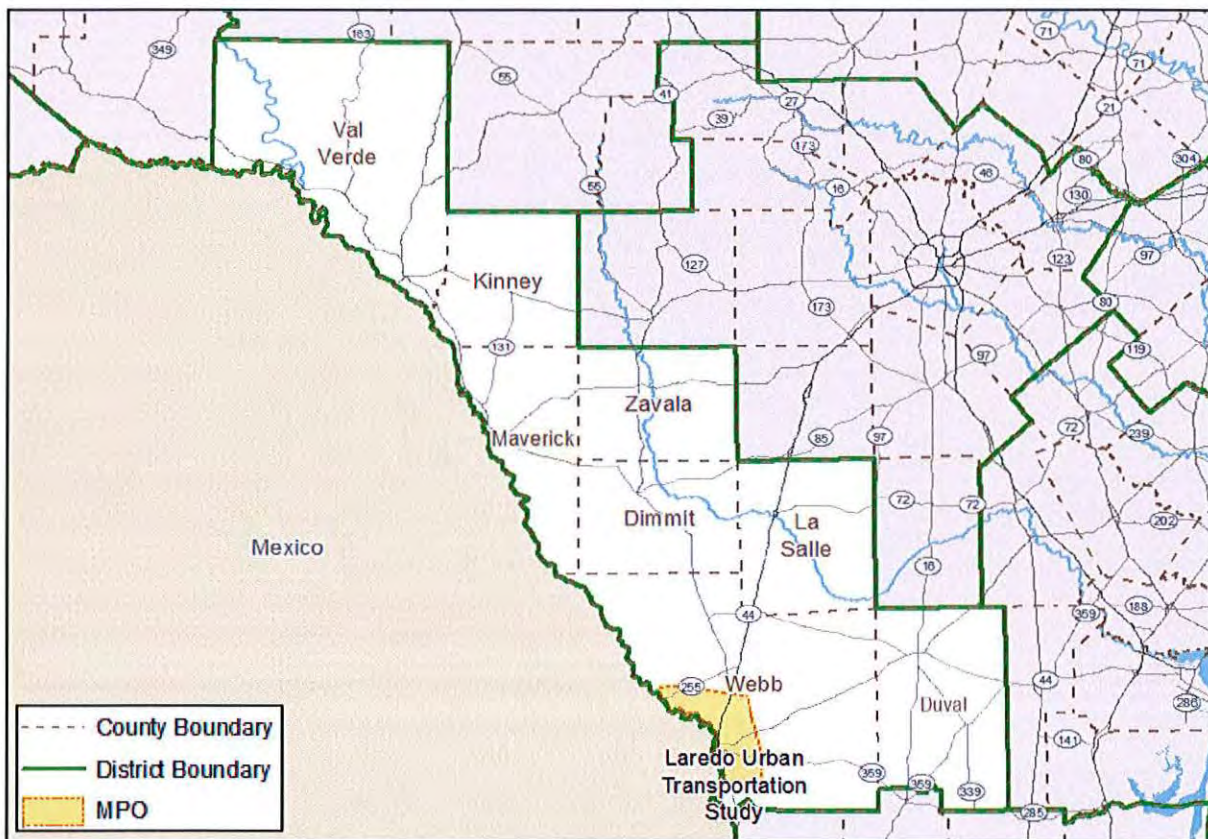 349
163
55
41
39
27
71
71
21
304
80
173
16
46
130
55
Val
Verde
127
123
97
Kinney
173
80
131
97
119
Zavala
Maverick
85
97
72
239
Dimmit
La
Salle
72
72
202
Mexico
16
44
359
188
255
Webb
Duval
44
286
141
Laredo Urban
Transportation
Study
359
359
339
285
County Boundary
District Boundary
MPO